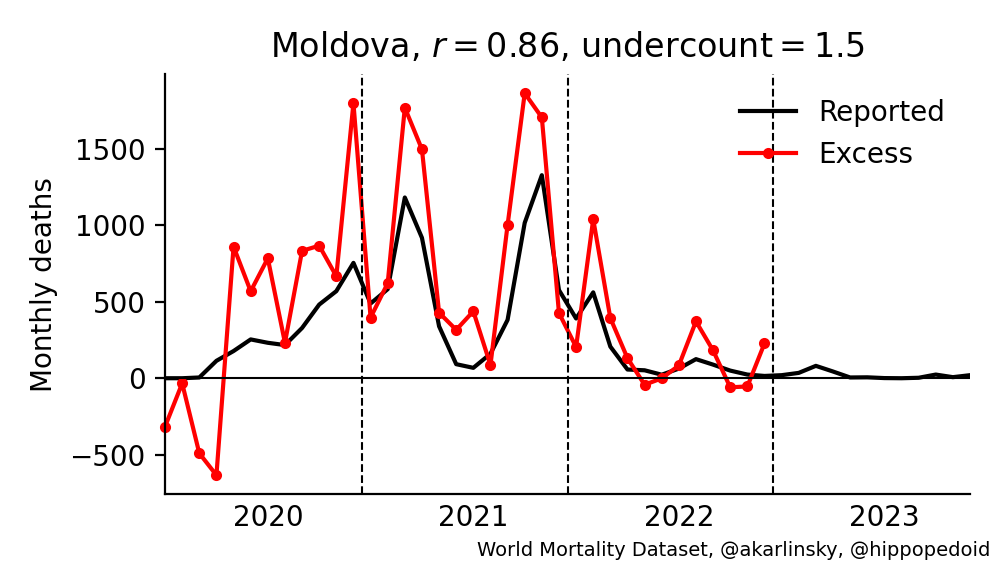 Moldova, r = 0.86, undercount = 1.5
Reported
Excess
Monthly deaths
1500
1000
500
0
−500
2020 2021 2022 2023
World Mortality Dataset, @akarlinsky, @hippopedoid